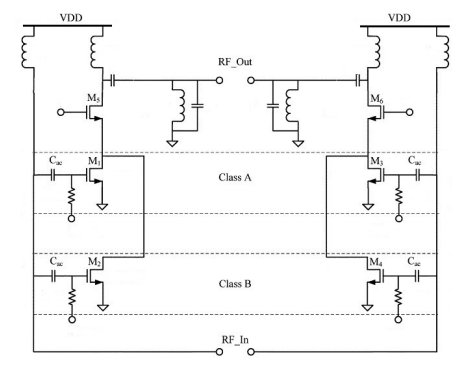 VDD
VDD
RF_Out
M5
M6
Cac
M1
Class A
M3
Cac
Cac
M2
Class B
M4
Cac
RF_In